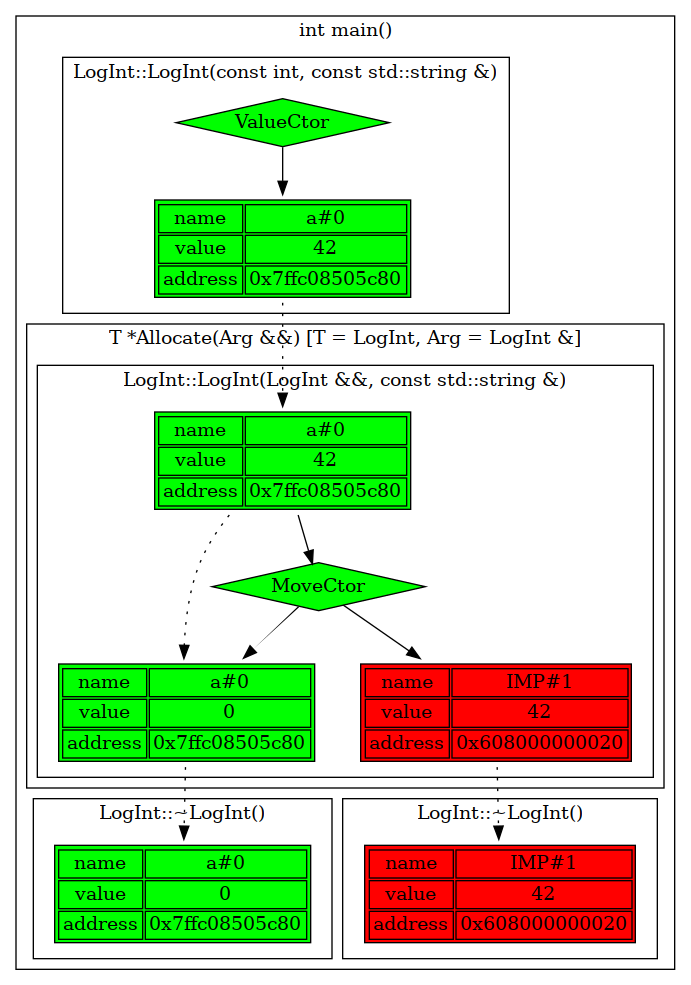 int main()
LogInt::LogInt(const int, const std::string &)
ValueCtor
name a#0
value 42
address 0x7ffc08505c80
T *Allocate(Arg &&) [T = LogInt, Arg = LogInt &]
LogInt::LogInt(LogInt &&, const std::string &)
name a#0
value 42
address 0x7ffc08505c80
MoveCtor
name a#0
value 0
address 0x7ffc08505c80
name IMP#1
value 42
address 0x608000000020
LogInt::~LogInt()
name a#0
value 0
address 0x7ffc08505c80
LogInt::~LogInt()
name IMP#1
value 42
address 0x608000000020